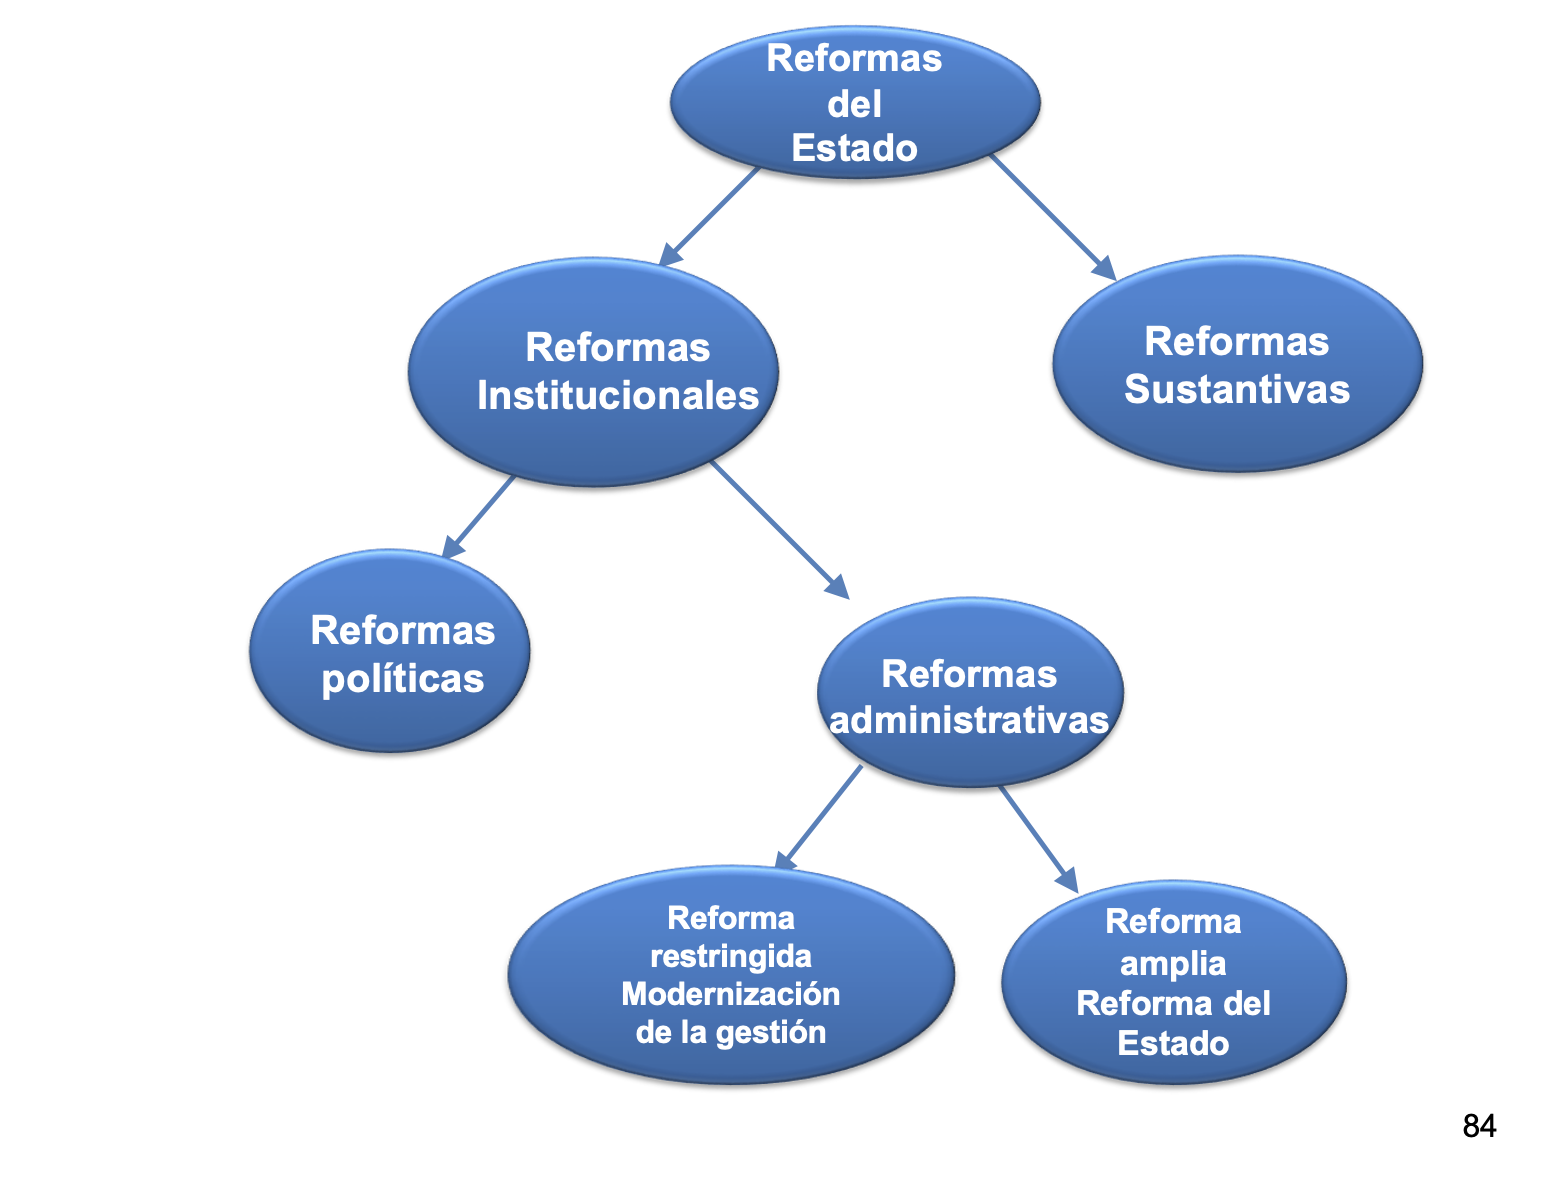 Reformas
del
Estado
Reformas
Institucionales
Reformas
Sustantivas
Reformas
políticas
Reformas
administrativas
Reforma
restringida
Modernización
de la gestión
Reforma
amplia
Reforma del
Estado
84